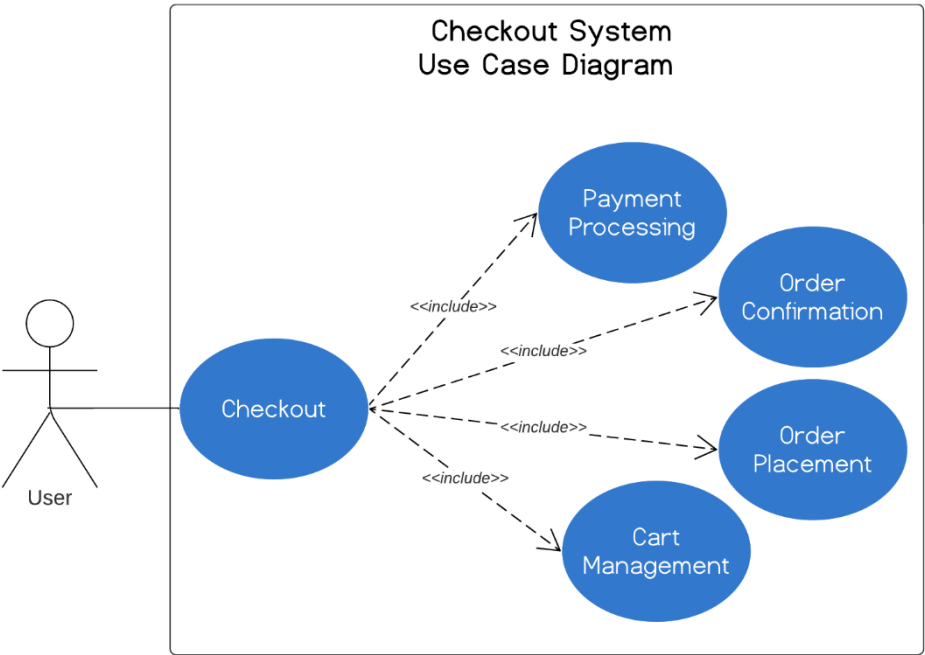 Checkout System
Use Case Diagram
Payment
Processing
<<include>>
Order
Confirmation
<<include>>
Checkout
<<include>>
Order
Placement
<<include>>
User
Cart
Management